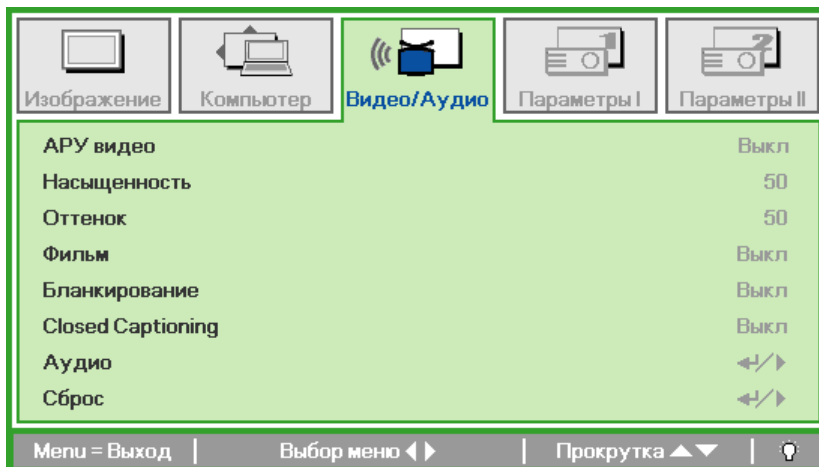 Изображение
Компьютер
Видео/Аудио
Параметры I
Параметры II
АРУ видео Выкл
Насыщенность 50
Оттенок 50
Фильм Выкл
Бланкирование Выкл
Closed Captioning Выкл
Аудио
Сброс
Menu = Выход Выбор меню Прокрутка